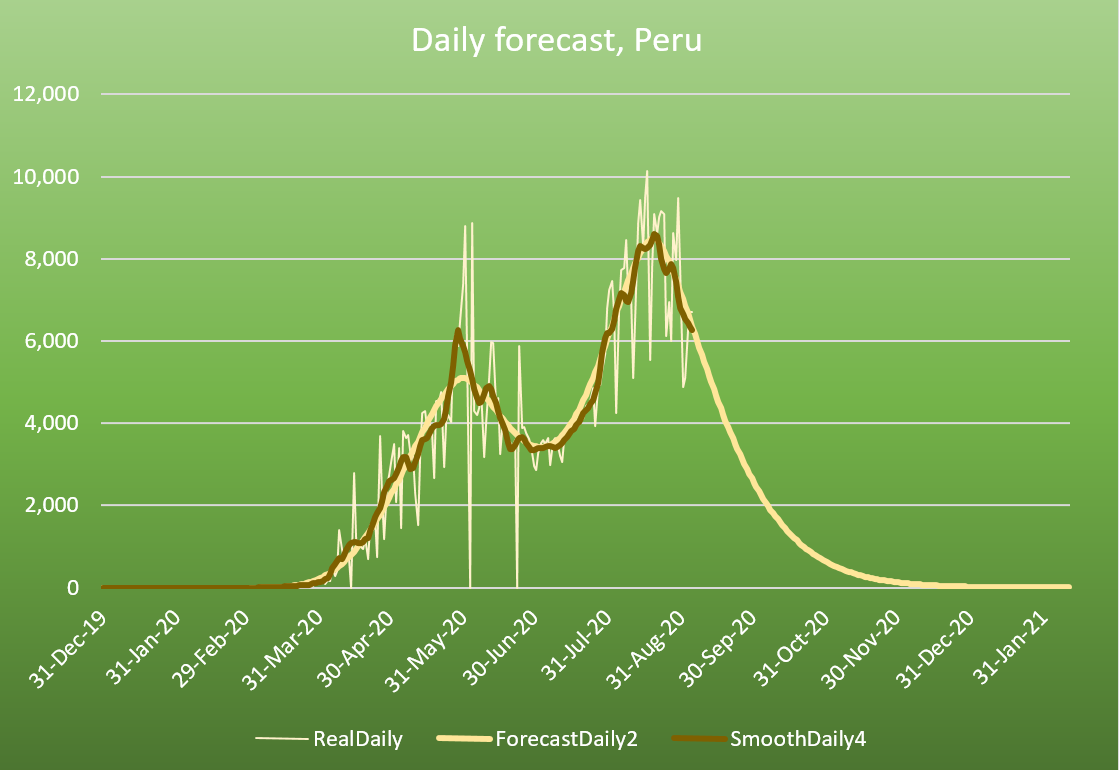 Daily forecast, Peru
12,000
10,000
8,000
6,000
4,000
2,000
0
31-Dec-19
31-Jan-20
29-Feb-20
31-Mar-20
30-Apr-20
31-May-20
30-Jun-20
31-Jul-20
31-Aug-20
30-Sep-20
31-Oct-20
30-Nov-20
31-Dec-20
31-Jan-21
RealDaily
ForecastDaily2
SmoothDaily4